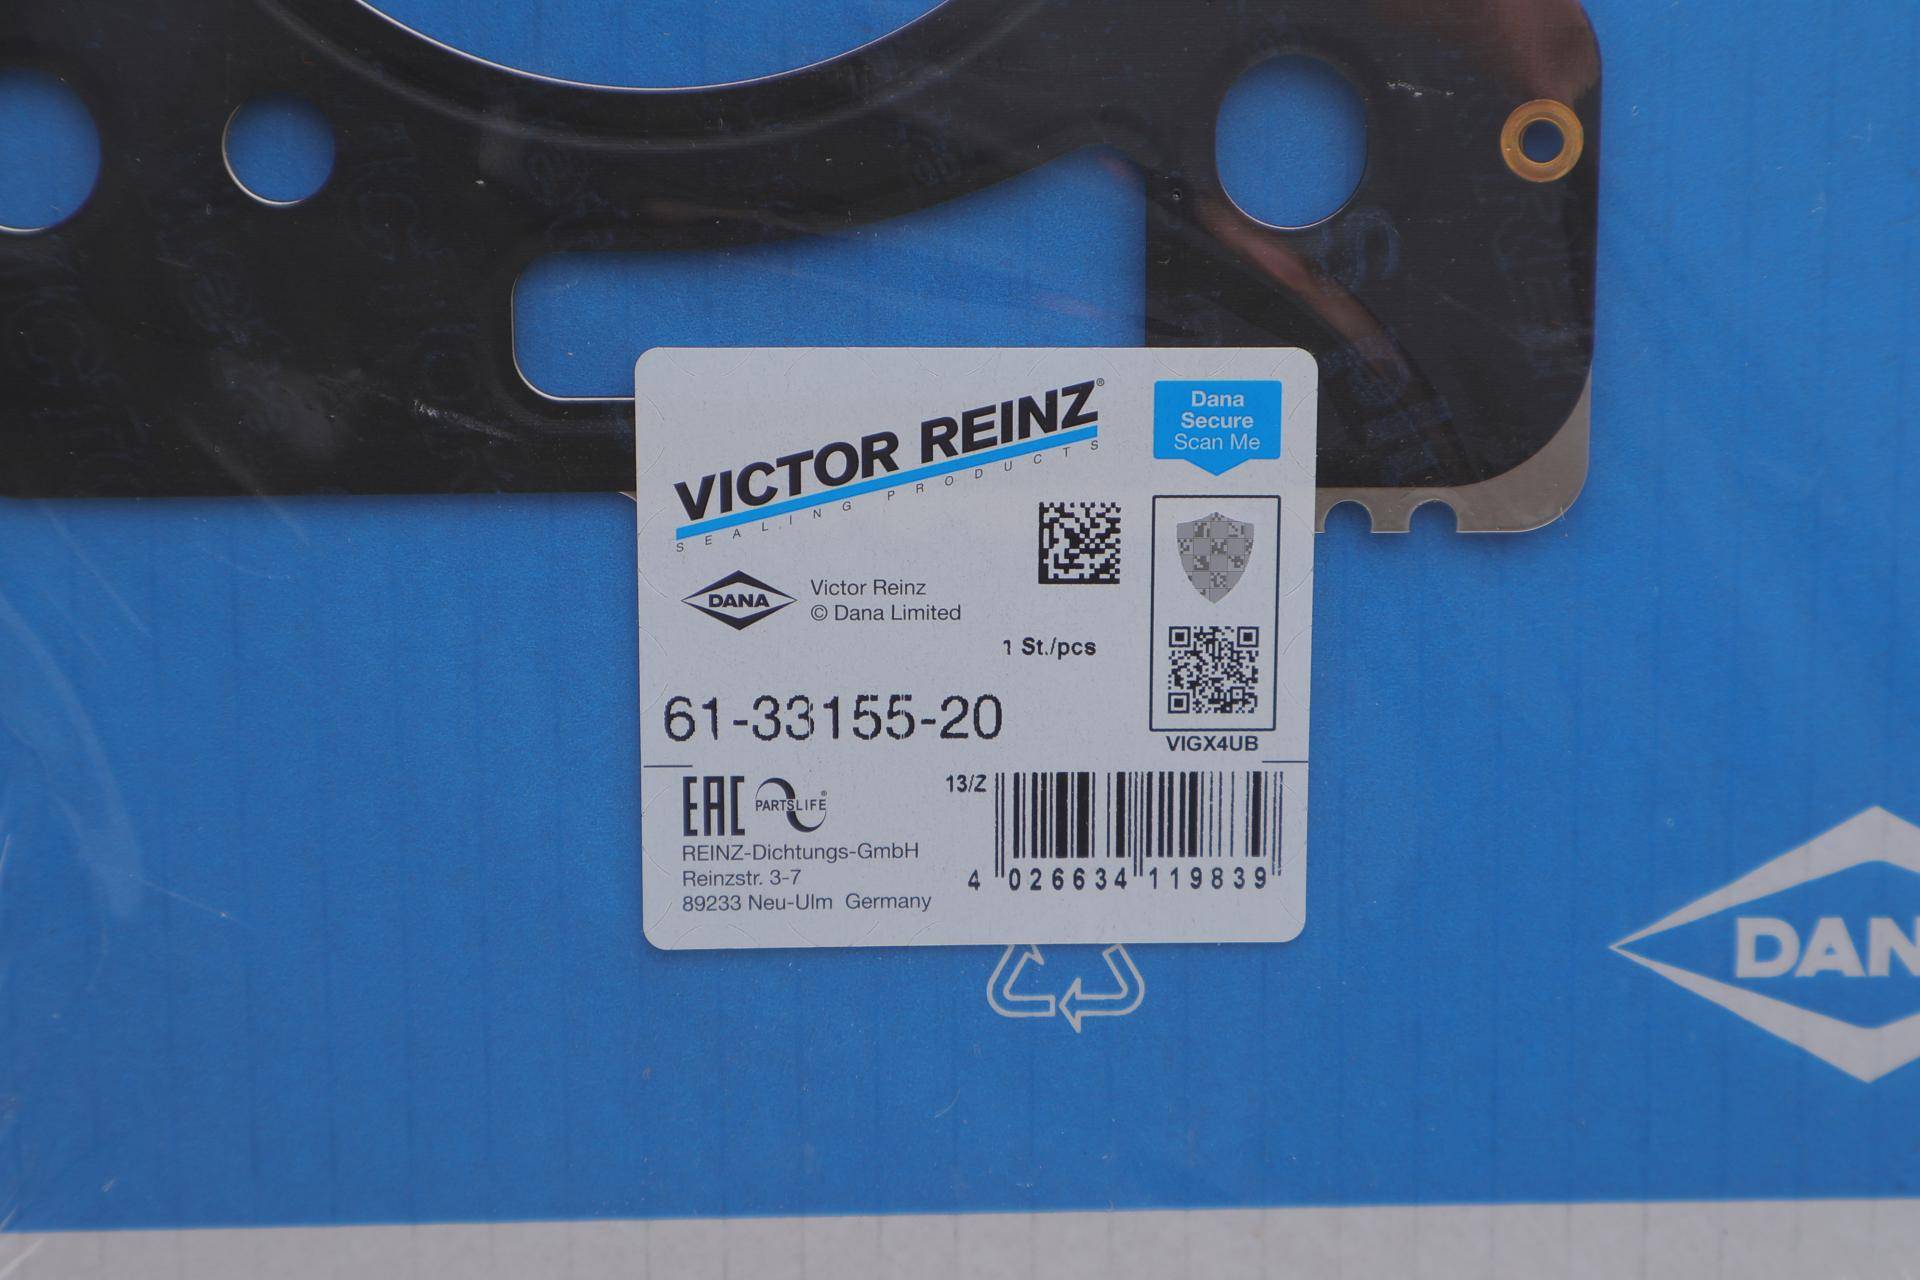 VICTOR REINZ®
SEALING PRODUCTS
Dana
Secure
Scan Me
DANA
Victor Reinz
© Dana Limited
1 St./pcs
61-33155-20
VIGX4UB
EAC
PARTSLIFE®
13/Z
REINZ-Dichtungs-GmbH
Reinzstr. 3-7
89233 Neu-Ulm Germany
4 026634 119839
DAN